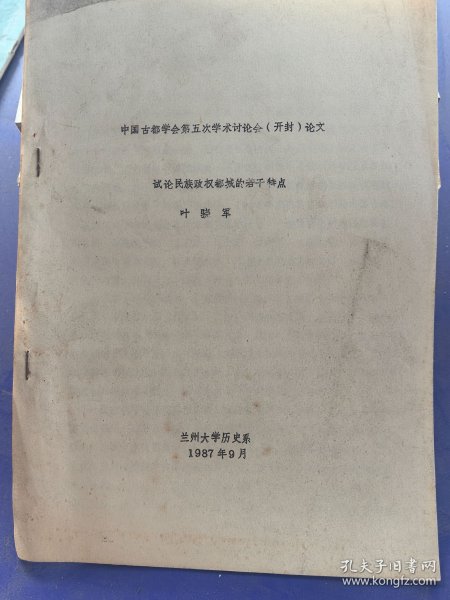 中国古都学会第五次学术讨论会(开封)论文
试论民族政权都城的若干特点
叶骁军
兰州大学历史系
1987年9月
孔夫子旧书网
www.kongfz.com